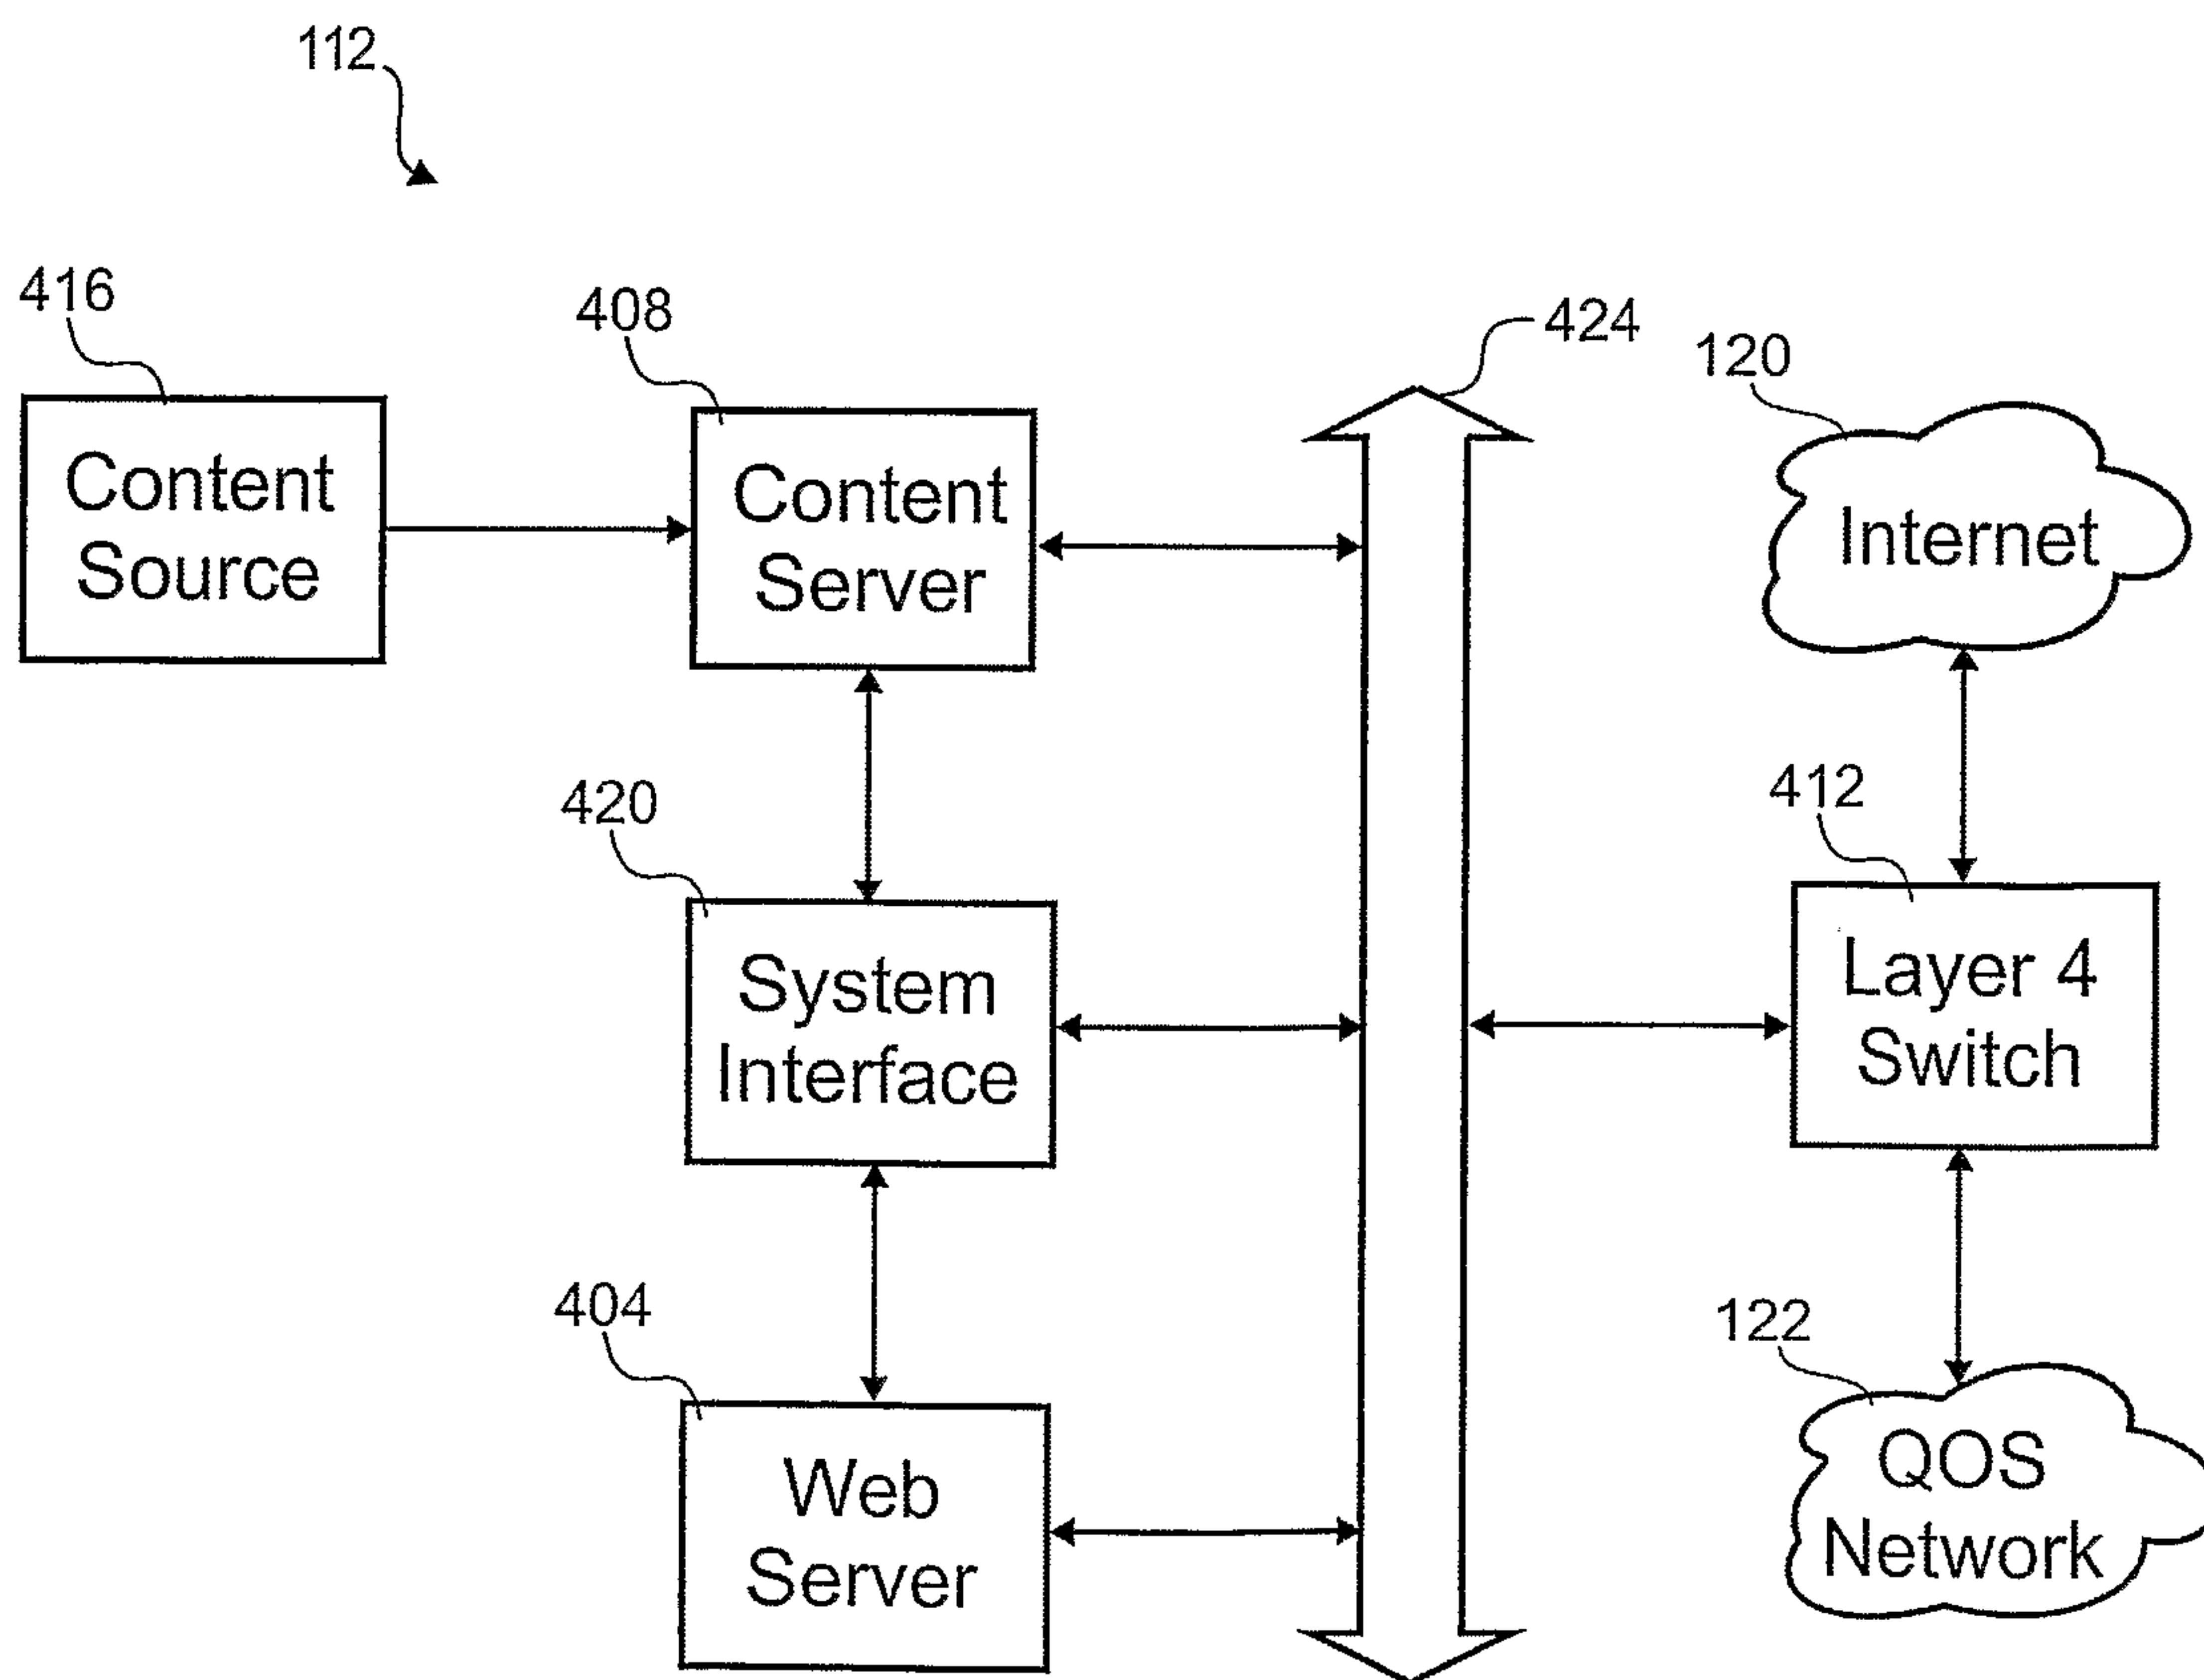 112
416
408
424
120
Content
Source
Content
Server
Internet
420
412
System
Interface
Layer 4
Switch
404
122
Web
Server
QOS
Network